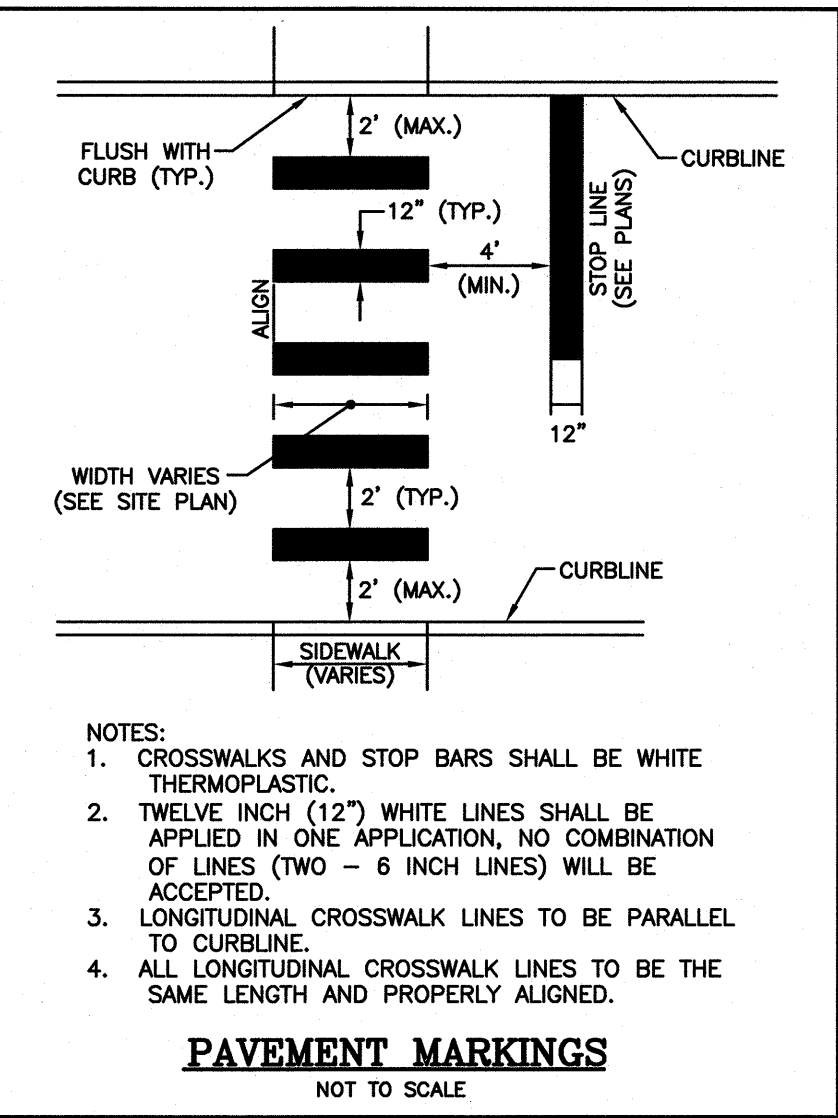 FLUSH WITH
CURB (TYP.)
2' (MAX.)
CURBLINE
12" (TYP.)
4'
(MIN.)
STOP LINE
(SEE PLANS)
ALIGN
12"
WIDTH VARIES
(SEE SITE PLAN)
2' (TYP.)
2' (MAX.)
CURBLINE
SIDEWALK
(VARIES)
NOTES:
1. CROSSWALKS AND STOP BARS SHALL BE WHITE
THERMOPLASTIC.
2. TWELVE INCH (12") WHITE LINES SHALL BE
APPLIED IN ONE APPLICATION, NO COMBINATION
OF LINES (TWO – 6 INCH LINES) WILL BE
ACCEPTED.
3. LONGITUDINAL CROSSWALK LINES TO BE PARALLEL
TO CURBLINE.
4. ALL LONGITUDINAL CROSSWALK LINES TO BE THE
SAME LENGTH AND PROPERLY ALIGNED.
PAVEMENT MARKINGS
NOT TO SCALE